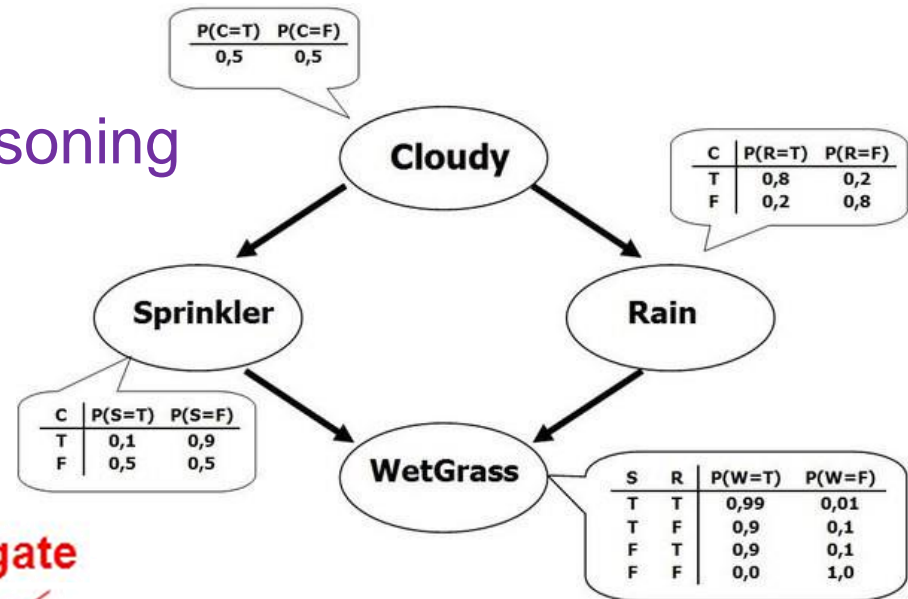 P(C=T) P(C=F)
0,5 0,5
soning
Cloudy
C P(R=T) P(R=F)
T 0,8 0,2
F 0,2 0,8
Sprinkler
Rain
C P(S=T) P(S=F)
T 0,1 0,9
F 0,5 0,5
WetGrass
S R P(W=T) P(W=F)
T T 0,99 0,01
T F 0,9 0,1
F T 0,9 0,1
F F 0,0 1,0
gate